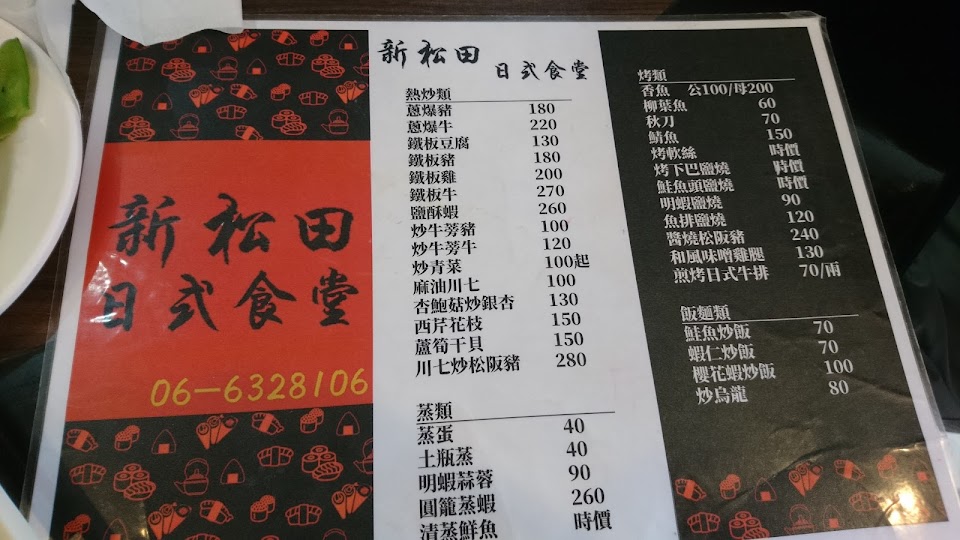 新松田
日式食堂
06-6328106
新松田
日式食堂
熱炒類
蔥爆豬 180
蔥爆牛 220
鐵板豆腐 130
鐵板豬 180
鐵板雞 200
鐵板牛 270
鹽酥蝦 260
炒牛蒡豬 100
炒牛蒡牛 120
炒青菜 100起
麻油川七 100
杏鮑菇炒銀杏 130
西芹花枝 150
蘆筍干貝 150
川七炒松阪豬 280
蒸類
蒸蛋 40
土瓶蒸 40
明蝦蒜蓉 90
圓籠蒸蝦 260
清蒸鮮魚 時價
烤類
香魚 公100/母200
柳葉魚 60
秋刀 70
鯖魚 150
烤軟絲 時價
烤下巴鹽燒 時價
鮭魚頭鹽燒 時價
明蝦鹽燒 90
魚排鹽燒 120
醬燒松阪豬 240
和風味噌雞腿 130
煎烤日式牛排 70/兩
飯麵類
鮭魚炒飯 70
蝦仁炒飯 70
櫻花蝦炒飯 100
炒烏龍 80